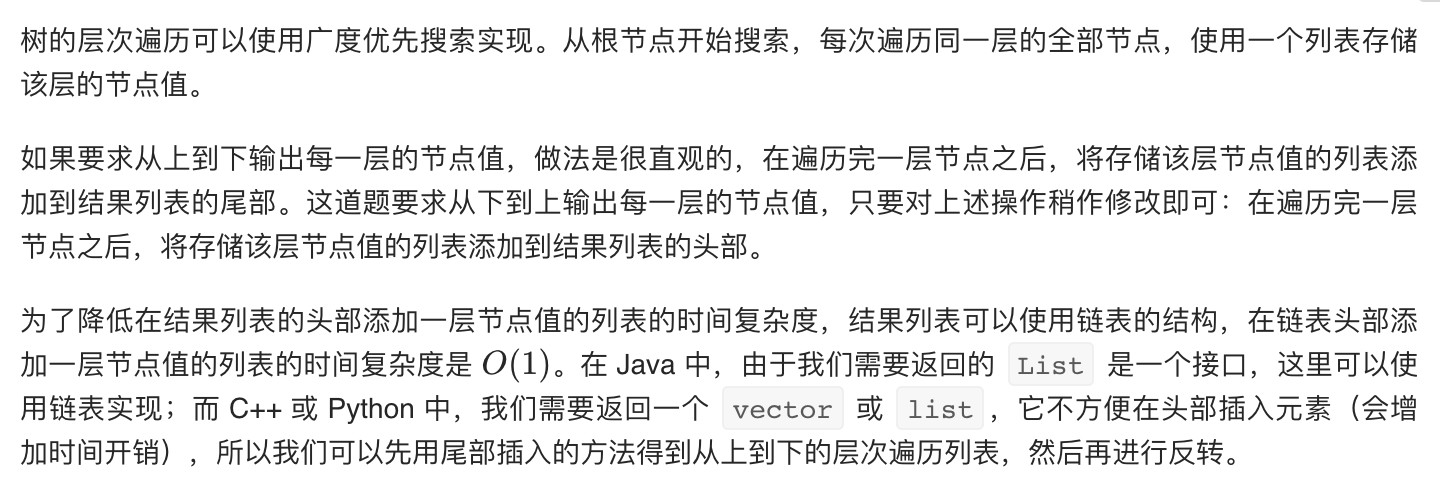 树的层次遍历可以使用广度优先搜索实现。从根节点开始搜索，每次遍历同一层的全部节点，使用一个列表存储
该层的节点值。
如果要求从上到下输出每一层的节点值，做法是很直观的，在遍历完一层节点之后，将存储该层节点值的列表添
加到结果列表的尾部。这道题要求从下到上输出每一层的节点值，只要对上述操作稍作修改即可：在遍历完一层
节点之后，将存储该层节点值的列表添加到结果列表的头部。
为了降低在结果列表的头部添加一层节点值的列表的时间复杂度，结果列表可以使用链表的结构，在链表头部添
加一层节点值的列表的时间复杂度是 O(1)。在 Java 中，由于我们需要返回的 List 是一个接口，这里可以使
用链表实现；而 C++ 或 Python 中，我们需要返回一个 vector 或 list ，它不方便在头部插入元素（会增
加时间开销），所以我们可以先用尾部插入的方法得到从上到下的层次遍历列表，然后再进行反转。